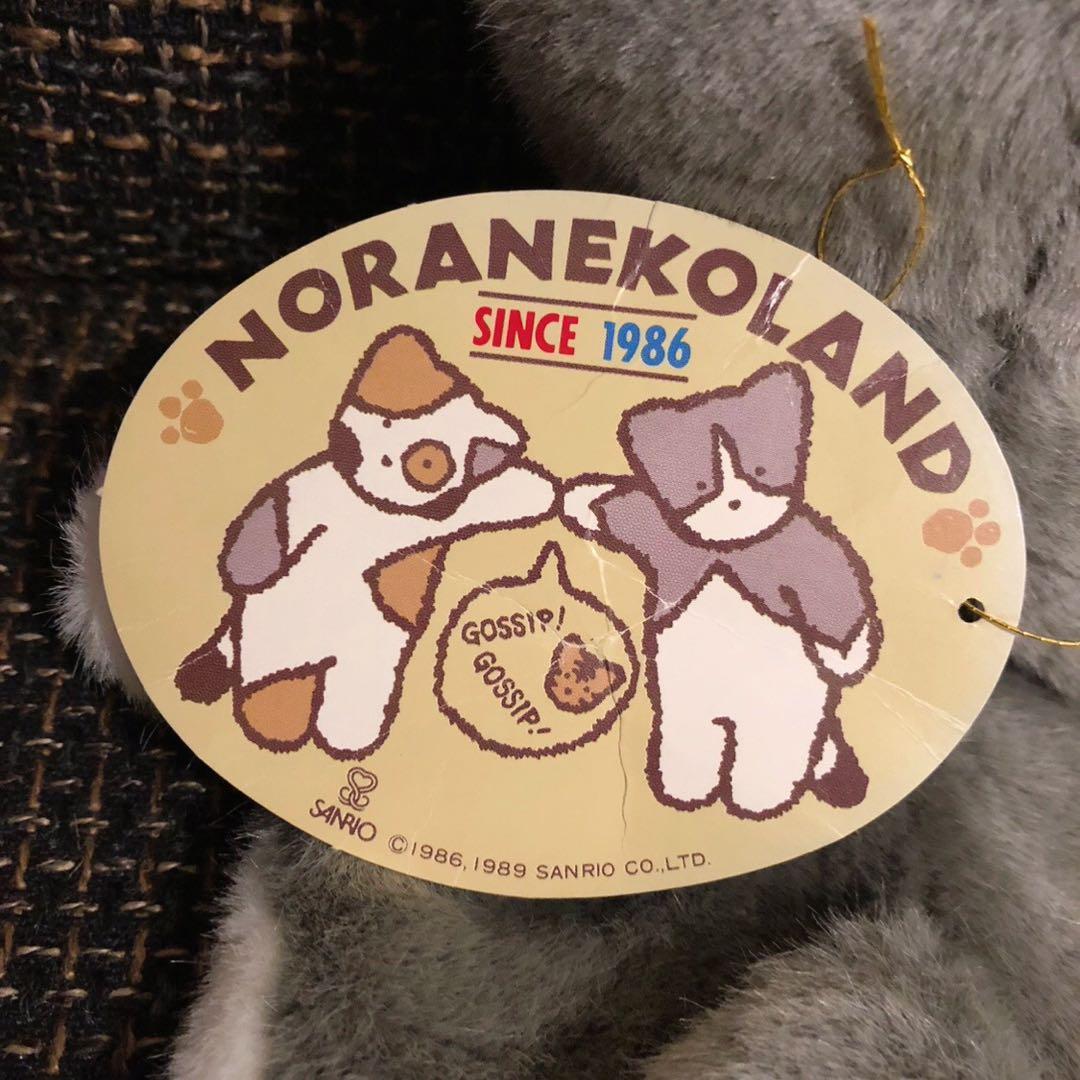 NORANEKOLAND
SINCE 1986
GOSSIP!
GOSSIP!
SANRIO
©1986, 1989 SANRIO CO., LTD.